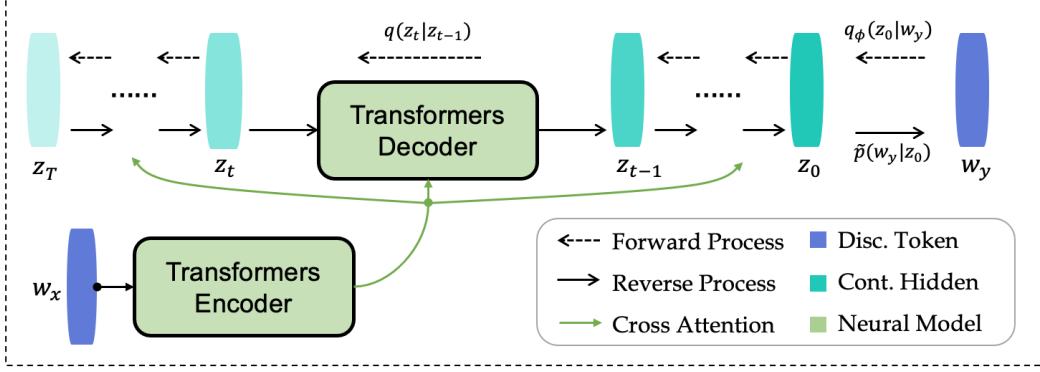 q(z_t|z_{t-1})
q_ϕ(z_0|w_y)
......
Transformers
Decoder
......
z_T
z_t
z_{t-1}
z_0
p̃(w_y|z_0)
w_y
w_x
Transformers
Encoder
Forward Process
Disc. Token
Reverse Process
Cont. Hidden
Cross Attention
Neural Model